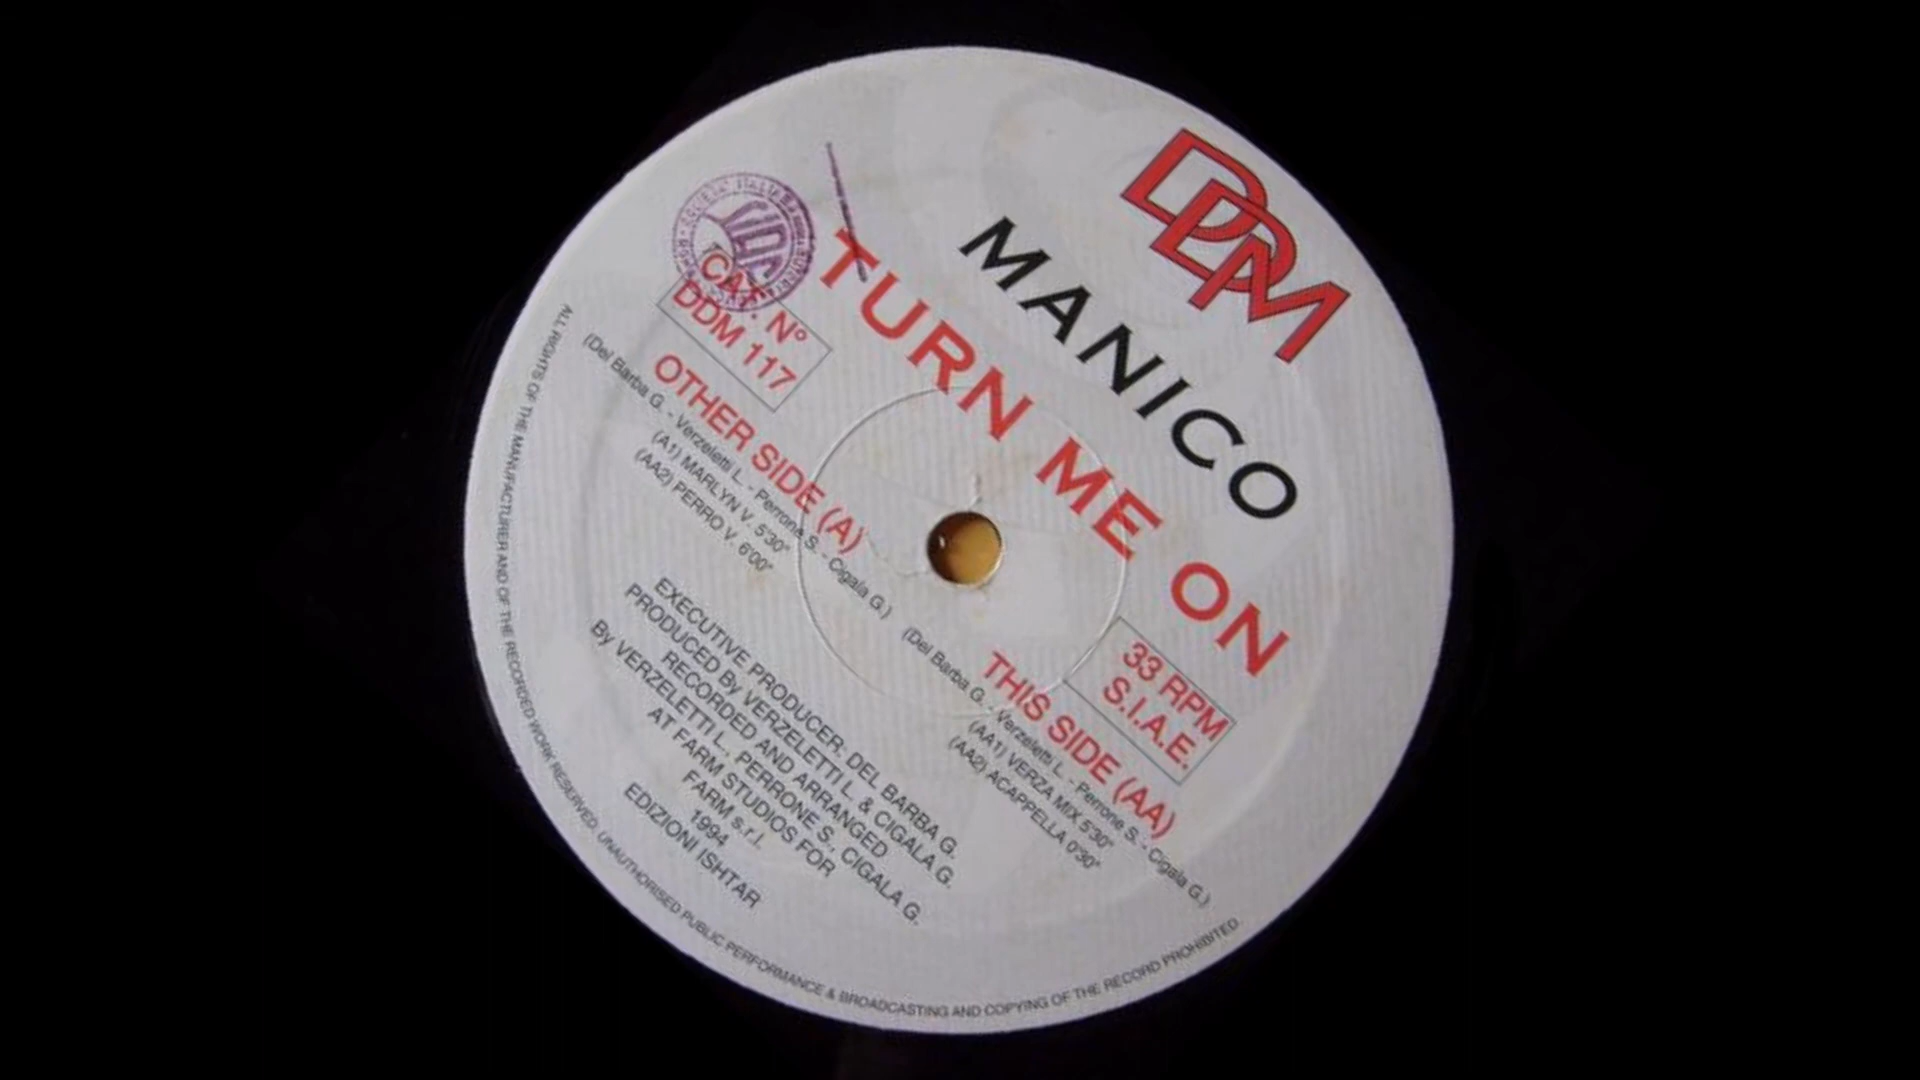 DDM
MANICO
TURN ME ON
CAT. N°
DDM 117
OTHER SIDE (A)
(Del Barba G. - Verzeletti L. - Perrone S. - Cigala G.)
(A1) MARLYN V. 5'30"
(AA2) PERRO V. 6'00"
33 RPM
S.I.A.E.
THIS SIDE (AA)
(Del Barba G. - Verzeletti L. - Perrone S. - Cigala G.)
(AA1) VERZA MIX 5'30"
(AA2) ACAPPELLA 0'30"
EXECUTIVE PRODUCER: DEL BARBA G.
PRODUCED By VERZELETTI L. & CIGALA G.
RECORDED AND ARRANGED
By VERZELETTI L., PERRONE S., CIGALA G.
AT FARM STUDIOS FOR
FARM s.r.l.
1994
EDIZIONI ISHTAR
ALL RIGHTS OF THE MANUFACTURER AND OF THE RECORDED WORK RESERVED. UNAUTHORISED PUBLIC PERFORMANCE & BROADCASTING AND COPYING OF THE RECORD PROHIBITED.